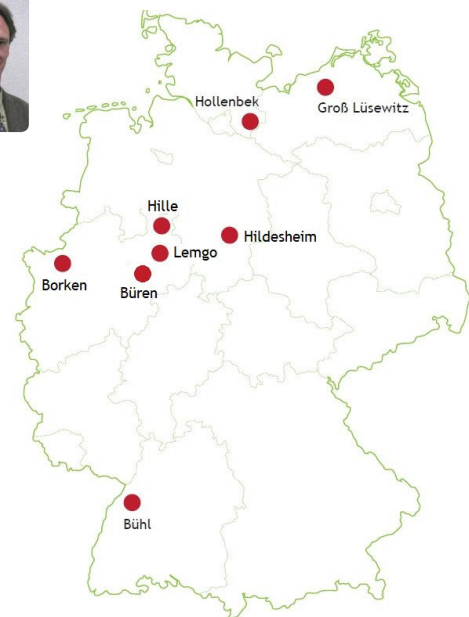 Hollenbek
Groß Lüsewitz
Hille
Hildesheim
Lemgo
Borken
Büren
Bühl